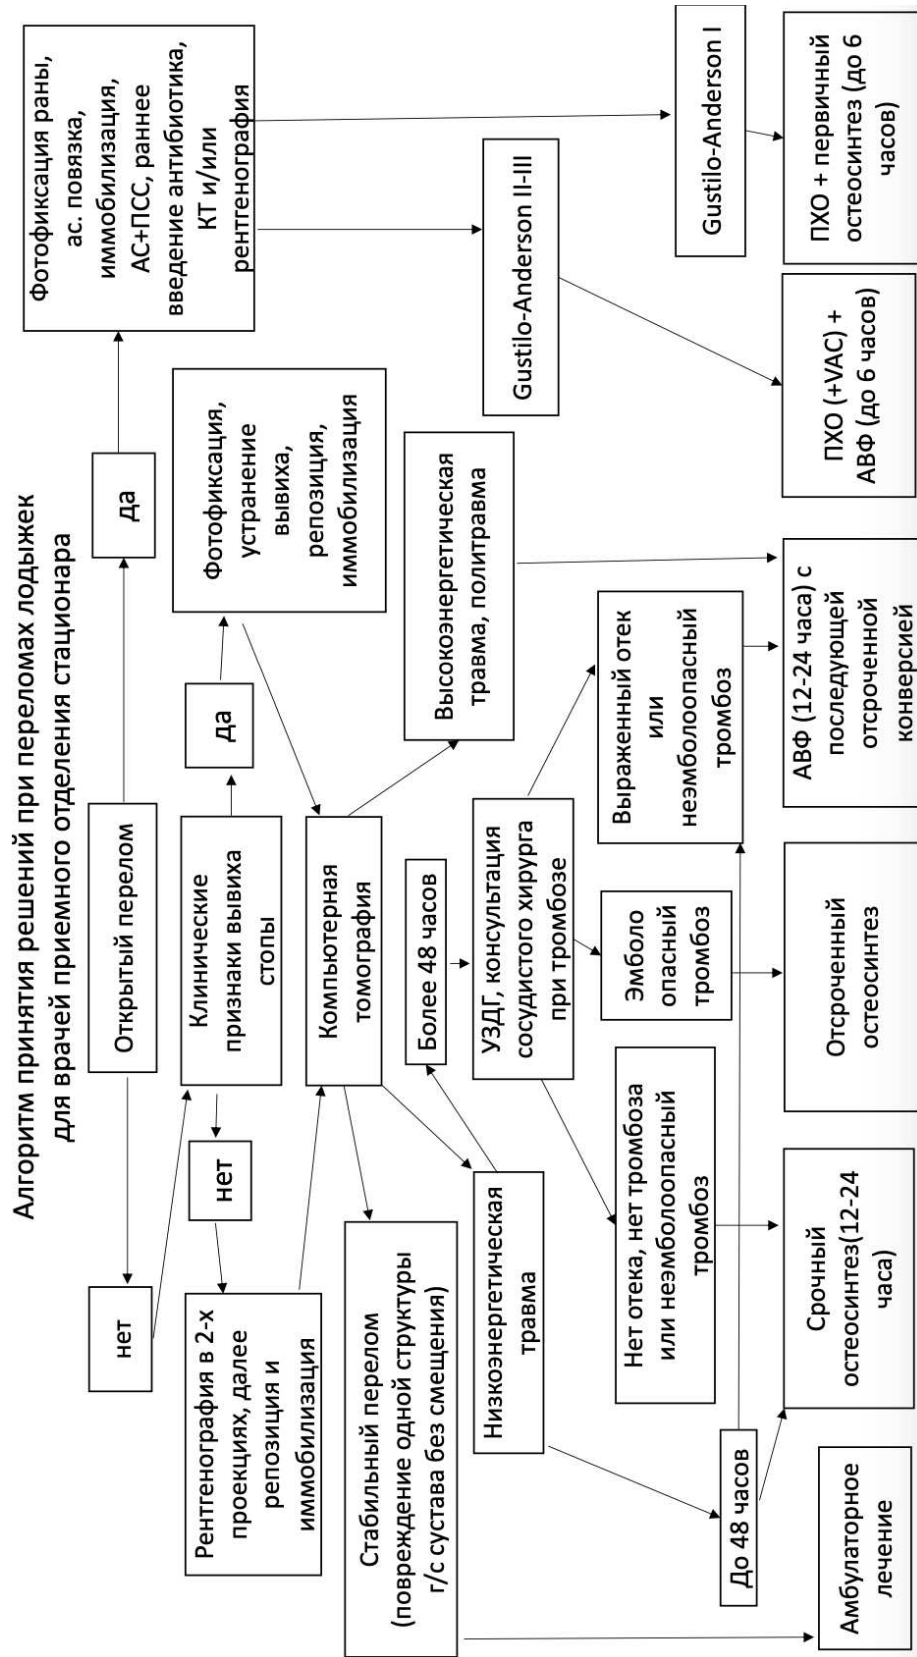 Алгоритм принятия решений при переломах лодыжек
для врачей приемного отделения стационара
нет
Открытый перелом
да
Фотофиксация раны,
ас. повязка,
иммобилизация,
АС+ПСС, раннее
введение антибиотика,
КТ и/или
рентгенография
Рентгенография в 2-х
проекциях, далее
репозиция и
иммобилизация
нет
Клинические
признаки вывиха
стопы
да
Фотофиксация,
устранение
вывиха,
репозиция,
иммобилизация
Стабильный перелом
(повреждение одной структуры
г/с сустава без смещения)
Компьютерная
томография
Низкоэнергетическая
травма
Более 48 часов
Высокоэнергетическая
травма, политравма
УЗДГ, консультация
сосудистого хирурга
при тромбозе
Gustilo-Anderson II-III
Gustilo-Anderson I
Нет отека, нет тромбоза
или неэмболоопасный
тромбоз
Эмболо
опасный
тромбоз
Выраженный отек
или
неэмболоопасный
тромбоз
До 48 часов
Амбулаторное
лечение
Срочный
остеосинтез(12-24
часа)
Отсроченный
остеосинтез
АВФ (12-24 часа) с
последующей
отсроченной
конверсией
ПХО (+VAC) +
АВФ (до 6 часов)
ПХО + первичный
остеосинтез (до 6
часов)